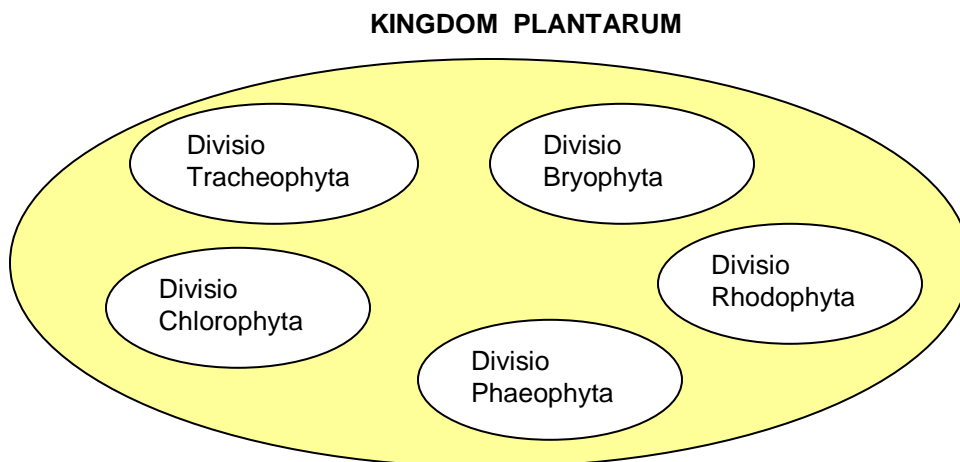 KINGDOM PLANTARUM
Divisio
Tracheophyta
Divisio
Bryophyta
Divisio
Chlorophyta
Divisio
Rhodophyta
Divisio
Phaeophyta